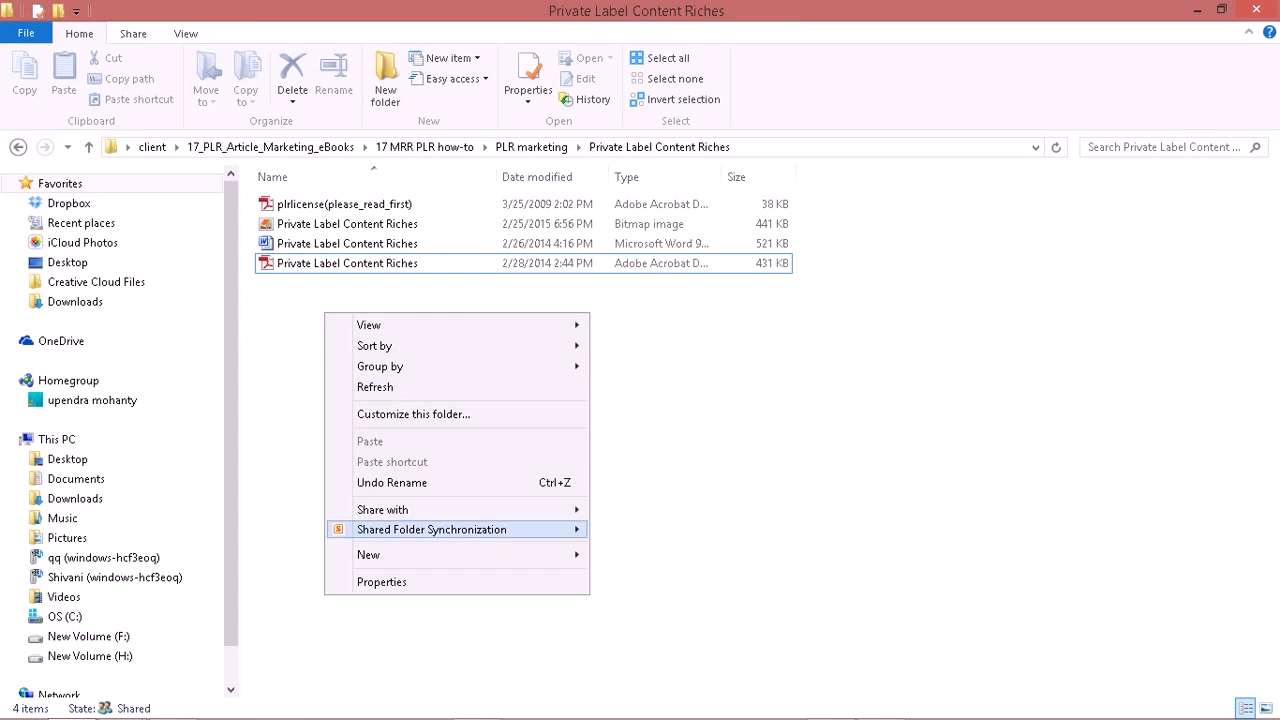 Private Label Content Riches
File Home Share View
Copy
Paste
Cut
Copy path
Paste shortcut
Clipboard
Move to
Copy to
Delete
Rename
Organize
New folder
New item
Easy access
New
Properties
Open
Edit
History
Open
Select all
Select none
Invert selection
Select
client 17_PLR_Article_Marketing_eBooks 17 MRR PLR how-to PLR marketing Private Label Content Riches
Search Private Label Content ...
Favorites
Dropbox
Recent places
iCloud Photos
Desktop
Creative Cloud Files
Downloads
OneDrive
Homegroup
upendra mohanty
This PC
Desktop
Documents
Downloads
Music
Pictures
qq (windows-hcf3eoq)
Shivani (windows-hcf3eoq)
Videos
OS (C:)
New Volume (F:)
New Volume (H:)
Network
Name Date modified Type Size
plrlicense(please_read_first) 3/25/2009 2:02 PM Adobe Acrobat D... 38 KB
Private Label Content Riches 2/25/2015 6:56 PM Bitmap image 441 KB
Private Label Content Riches 2/26/2014 4:16 PM Microsoft Word 9... 521 KB
Private Label Content Riches 2/28/2014 2:44 PM Adobe Acrobat D... 431 KB
View
Sort by
Group by
Refresh
Customize this folder...
Paste
Paste shortcut
Undo Rename Ctrl+Z
Share with
Shared Folder Synchronization
New
Properties
4 items State: Shared